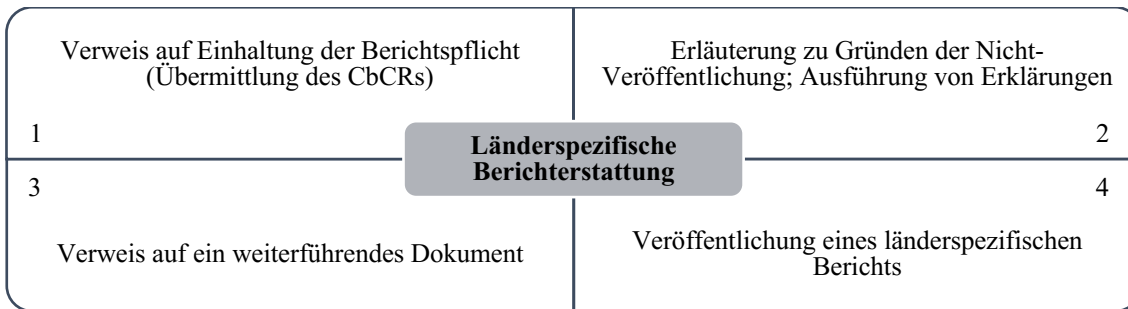 Verweis auf Einhaltung der Berichtspflicht
(Übermittlung des CbCRs)
1
Erläuterung zu Gründen der Nicht-
Veröffentlichung; Ausführung von Erklärungen
2
Länderspezifische
Berichterstattung
3
Verweis auf ein weiterführendes Dokument
4
Veröffentlichung eines länderspezifischen
Berichts